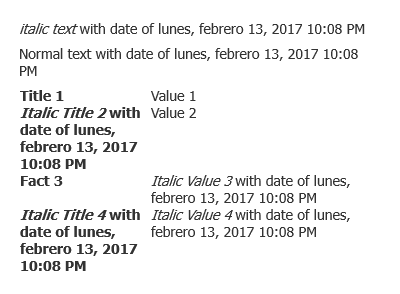 italic text with date of lunes, febrero 13, 2017 10:08 PM
Normal text with date of lunes, febrero 13, 2017 10:08
PM
Title 1 Value 1
Italic Title 2 with Value 2
date of lunes,
febrero 13, 2017
10:08 PM
Fact 3 Italic Value 3 with date of lunes,
febrero 13, 2017 10:08 PM
Italic Title 4 with Italic Value 4 with date of lunes,
date of lunes, febrero 13, 2017 10:08 PM
febrero 13, 2017
10:08 PM